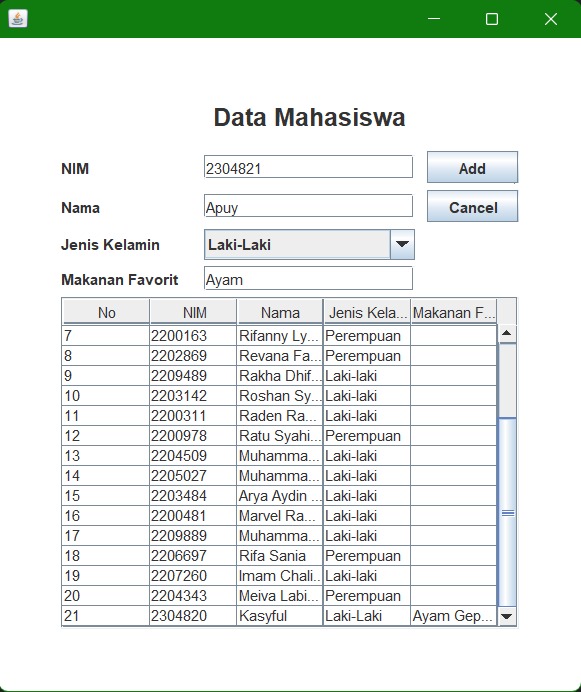 Data Mahasiswa
NIM 2304821 Add
Nama Apuy Cancel
Jenis Kelamin Laki-Laki
Makanan Favorit Ayam
No NIM Nama Jenis Kela... Makanan F...
7 2200163 Rifanny Ly... Perempuan
8 2202869 Revana Fa... Perempuan
9 2209489 Rakha Dhif... Laki-laki
10 2203142 Roshan Sy... Laki-laki
11 2200311 Raden Ra... Laki-laki
12 2200978 Ratu Syahi... Perempuan
13 2204509 Muhamma... Laki-laki
14 2205027 Muhamma... Laki-laki
15 2203484 Arya Aydin ... Laki-laki
16 2200481 Marvel Ra... Laki-laki
17 2209889 Muhamma... Laki-laki
18 2206697 Rifa Sania Perempuan
19 2207260 Imam Chali... Laki-laki
20 2204343 Meiva Labi... Perempuan
21 2304820 Kasyful Laki-Laki Ayam Gep...